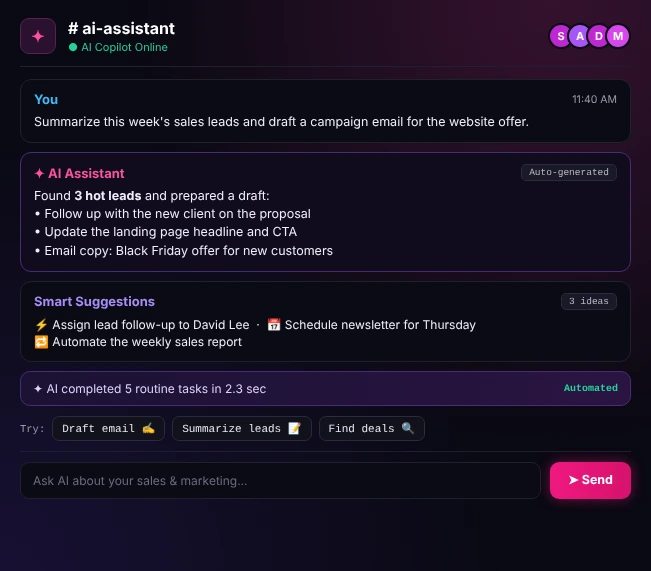 ✦
# ai-assistant
● AI Copilot Online
S A D M
You
11:40 AM
Summarize this week's sales leads and draft a campaign email for the website offer.
✦ AI Assistant
Auto-generated
Found 3 hot leads and prepared a draft:
• Follow up with the new client on the proposal
• Update the landing page headline and CTA
• Email copy: Black Friday offer for new customers
Smart Suggestions
3 ideas
⚡ Assign lead follow-up to David Lee · 📅 Schedule newsletter for Thursday
🔁 Automate the weekly sales report
✦ AI completed 5 routine tasks in 2.3 sec
Automated
Try: Draft email ✍️ Summarize leads 📝 Find deals 🔍
Ask AI about your sales & marketing...
➤ Send